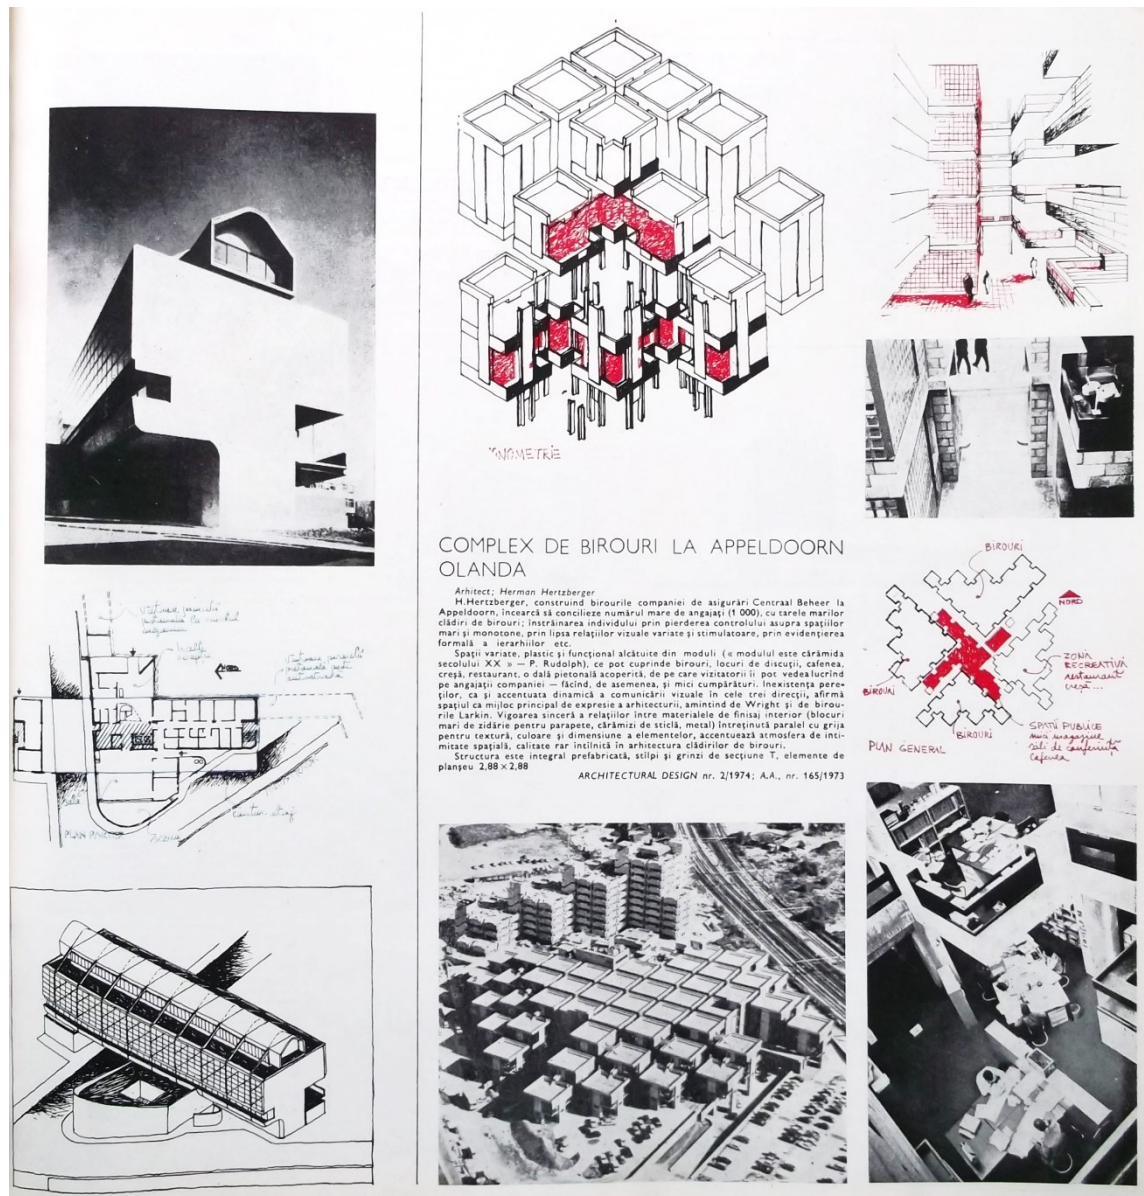 XONOMETRIE
COMPLEX DE BIROURI LA APPELDOORN
OLANDA
Arhitect; Herman Hertzberger
H.Hertzberger, construind birourile companiei de asigurări Centraal Beheer la
Appeldoorn, încearcă să concilieze numărul mare de angajați (1 000), cu tarele marilor
clădiri de birouri; înstrăinarea individului prin pierderea controlului asupra spațiilor
mari și monotone, prin lipsa relațiilor vizuale variate și stimulatoare, prin evidențierea
formală a ierarhiilor etc.
Spații variate, plastic și funcțional alcătuite din moduli (« modulul este cărămida
secolului XX » — P. Rudolph), ce pot cuprinde birouri, locuri de discuții, cafenea,
creșă, restaurant, o dală pietonală acoperită, de pe care vizitatorii îi pot vedea lucrînd
pe angajații companiei — făcînd, de asemenea, și mici cumpărături. Inexistența pere-
ților, ca și accentuata dinamică a comunicării vizuale în cele trei direcții, afirmă
spațiul ca mijloc principal de expresie a arhitecturii, amintind de Wright și de birou-
rile Larkin. Vigoarea sinceră a relațiilor între materialele de finisaj interior (blocuri
mari de zidărie pentru parapete, cărămizi de sticlă, metal) întreținută paralel cu grija
pentru textură, culoare și dimensiune a elementelor, accentuează atmosfera de inti-
mitate spațială, calitate rar întîlnită în arhitectura clădirilor de birouri.
Structura este integral prefabricată, stîlpi și grinzi de secțiune T, elemente de
planșeu 2,88×2,88
ARCHITECTURAL DESIGN nr. 2/1974; A.A., nr. 165/1973
BIROURI
NORD
ZONA
RECREATIVĂ
restaurant
creșă...
BIROURI
BIROURI
SPAȚII PUBLICE
mici magazine
săli de conferință
cafenea
PLAN GENERAL
PLAN